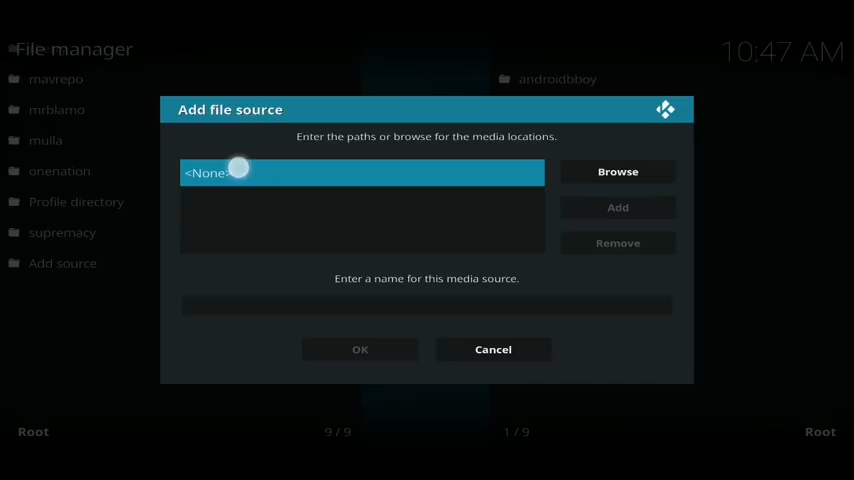 File manager
10:47 AM
mavrepo
androidbboy
mrblamo
mulla
onenation
Profile directory
supremacy
Add source
Add file source
Enter the paths or browse for the media locations.
<None>
Browse
Add
Remove
Enter a name for this media source.
OK
Cancel
Root
9 / 9
1 / 9
Root